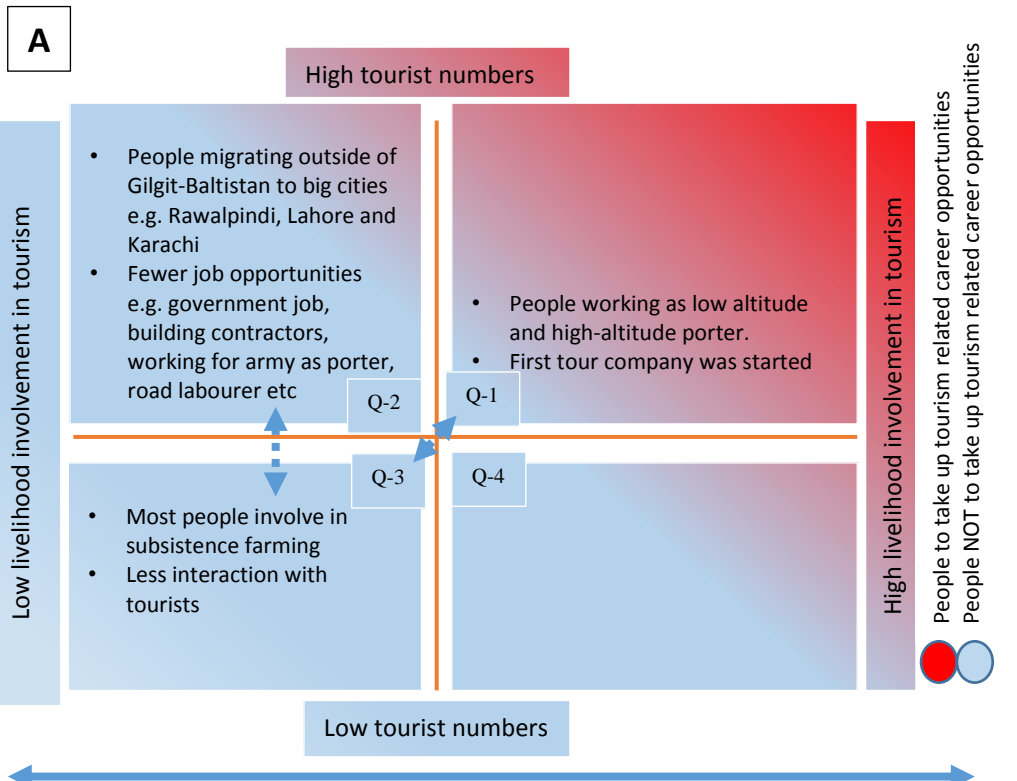 A
High tourist numbers
Low livelihood involvement in tourism
• People migrating outside of
Gilgit-Baltistan to big cities
e.g. Rawalpindi, Lahore and
Karachi
• Fewer job opportunities
e.g. government job,
building contractors,
working for army as porter,
road labourer etc
Q-2
• People working as low altitude
and high-altitude porter.
• First tour company was started
Q-1
Q-3
• Most people involve in
subsistence farming
• Less interaction with
tourists
Q-4
High livelihood involvement in tourism
People to take up tourism related career opportunities
People NOT to take up tourism related career opportunities
Low tourist numbers